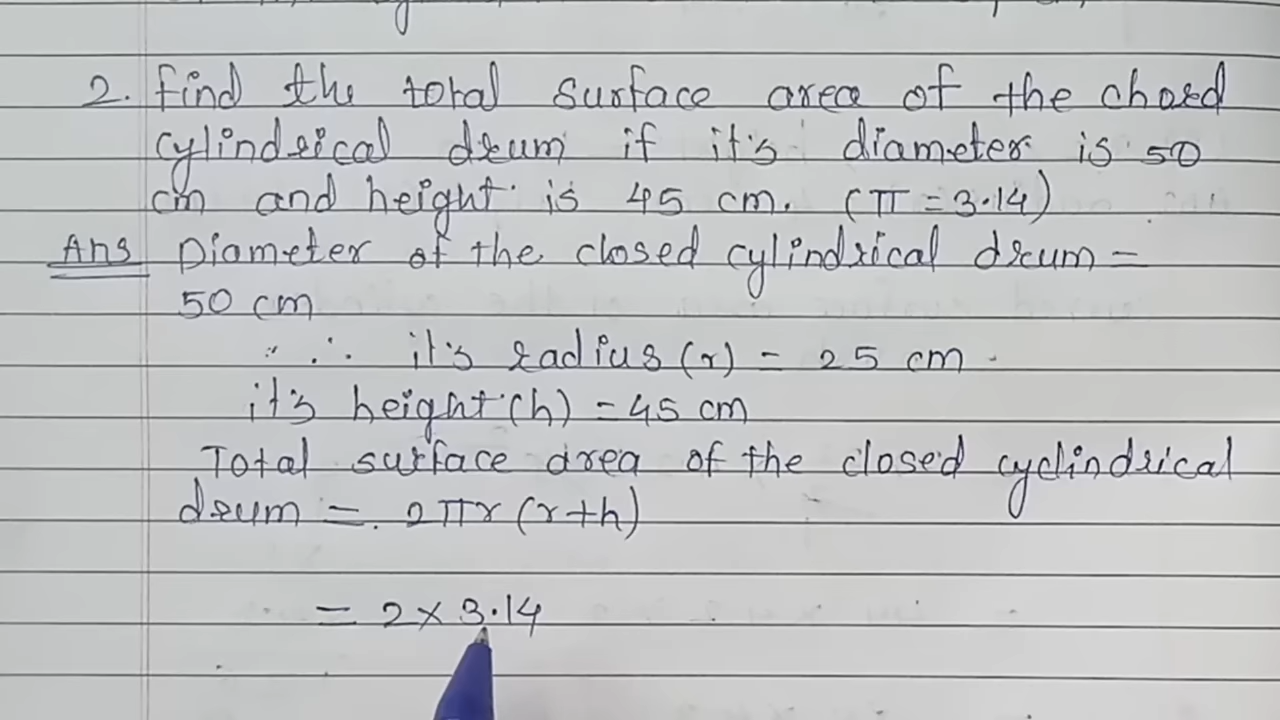 2. find the total surface area of the chosed
cylindrical drum if it's diameter is 50
cm and height is 45 cm. (π = 3.14)
Ans Diameter of the closed cylindrical drum =
50 cm
∴ it's radius (r) = 25 cm
it's height (h) = 45 cm
Total surface area of the closed cyclindrical
drum = 2πr (r+h)
= 2 × 3.14